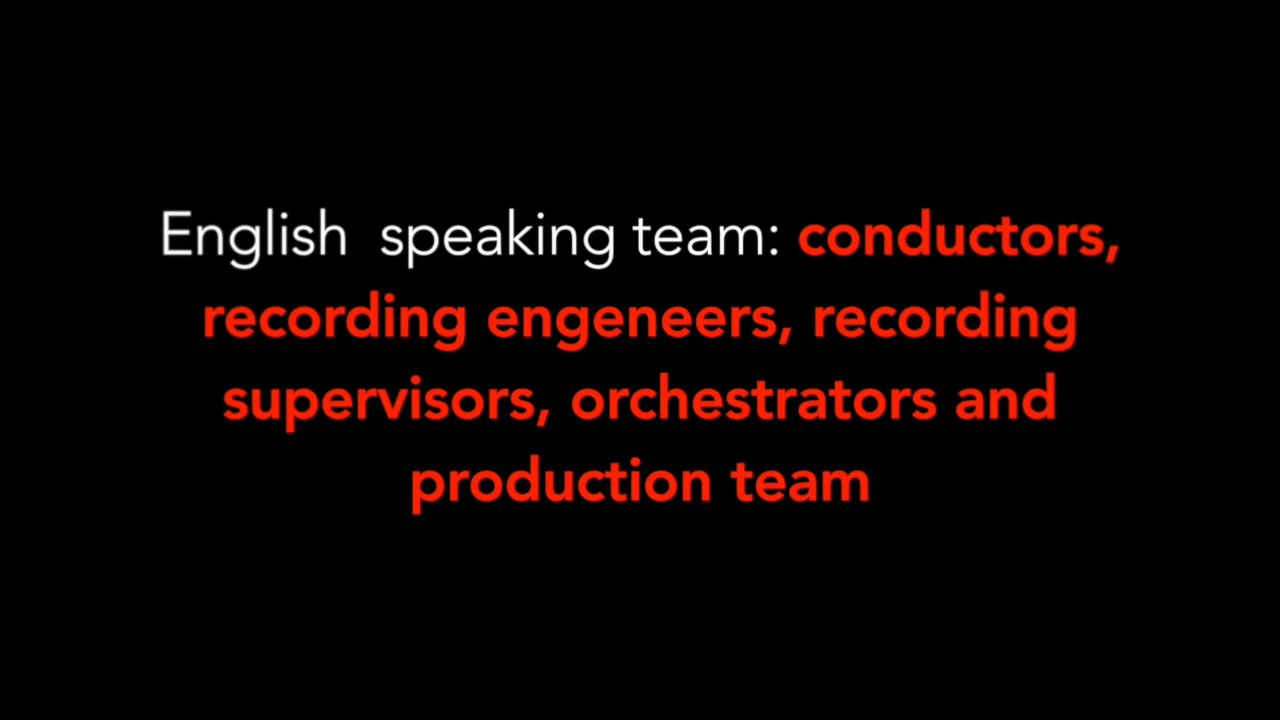 English  speaking team: conductors,
recording engeneers, recording
supervisors, orchestrators and
production team